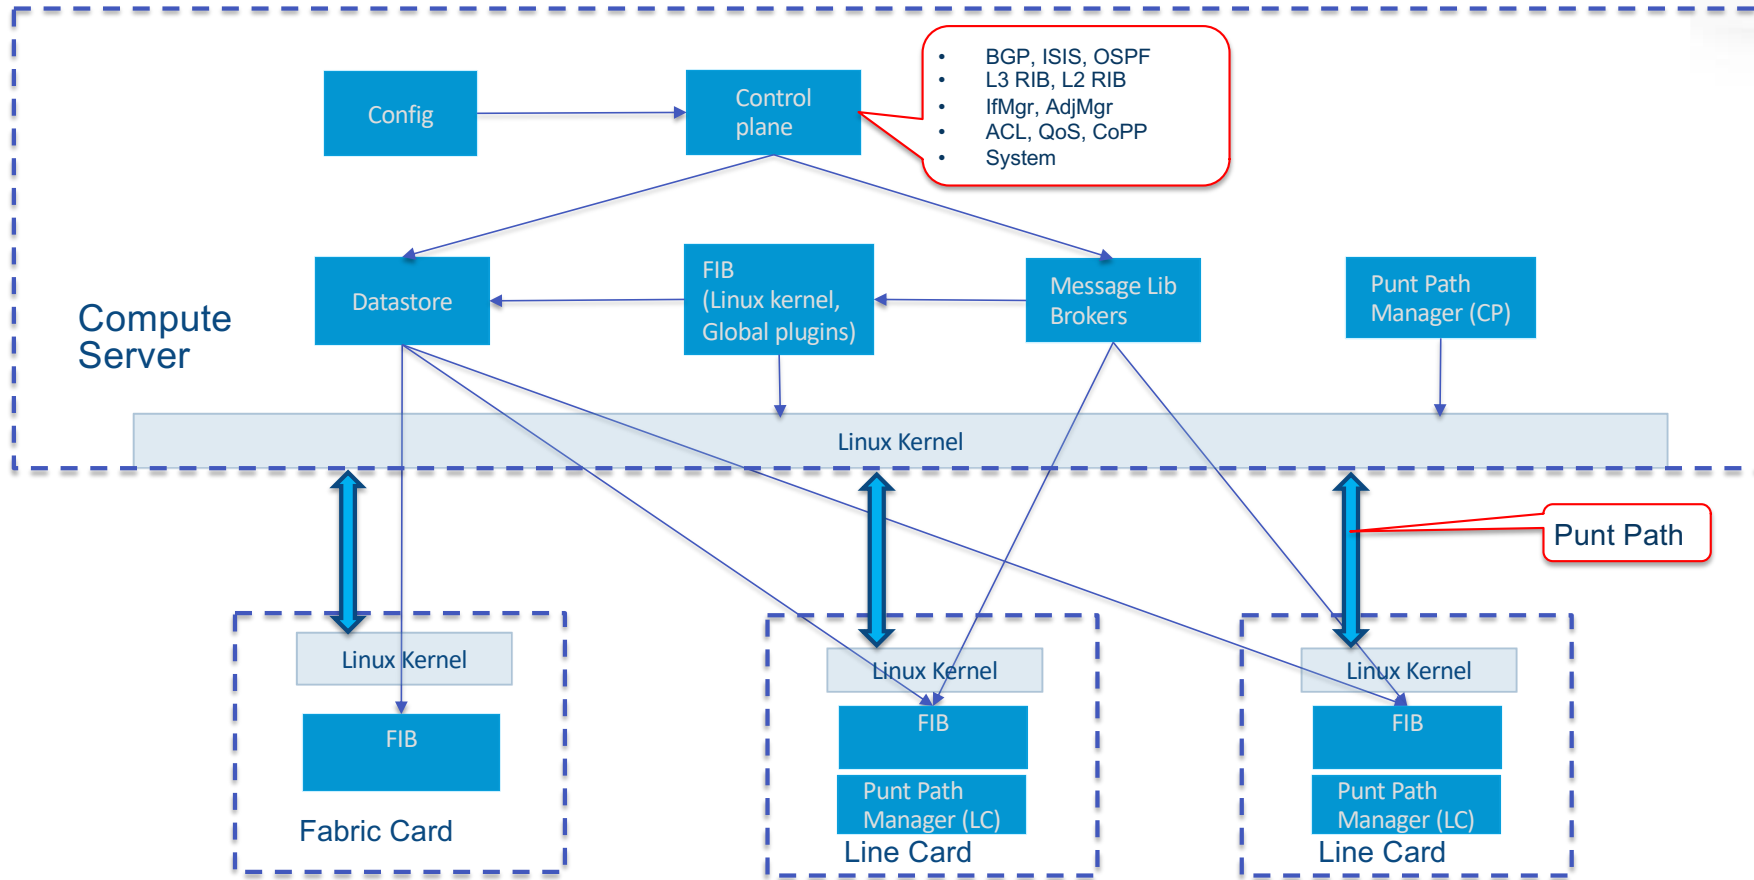 • BGP, ISIS, OSPF
• L3 RIB, L2 RIB
• IfMgr, AdjMgr
• ACL, QoS, CoPP
• System
Config
Control
plane
Compute
Server
Datastore
FIB
(Linux kernel,
Global plugins)
Message Lib
Brokers
Punt Path
Manager (CP)
Linux Kernel
Punt Path
Linux Kernel
FIB
Fabric Card
Linux Kernel
FIB
Punt Path
Manager (LC)
Line Card
Linux Kernel
FIB
Punt Path
Manager (LC)
Line Card